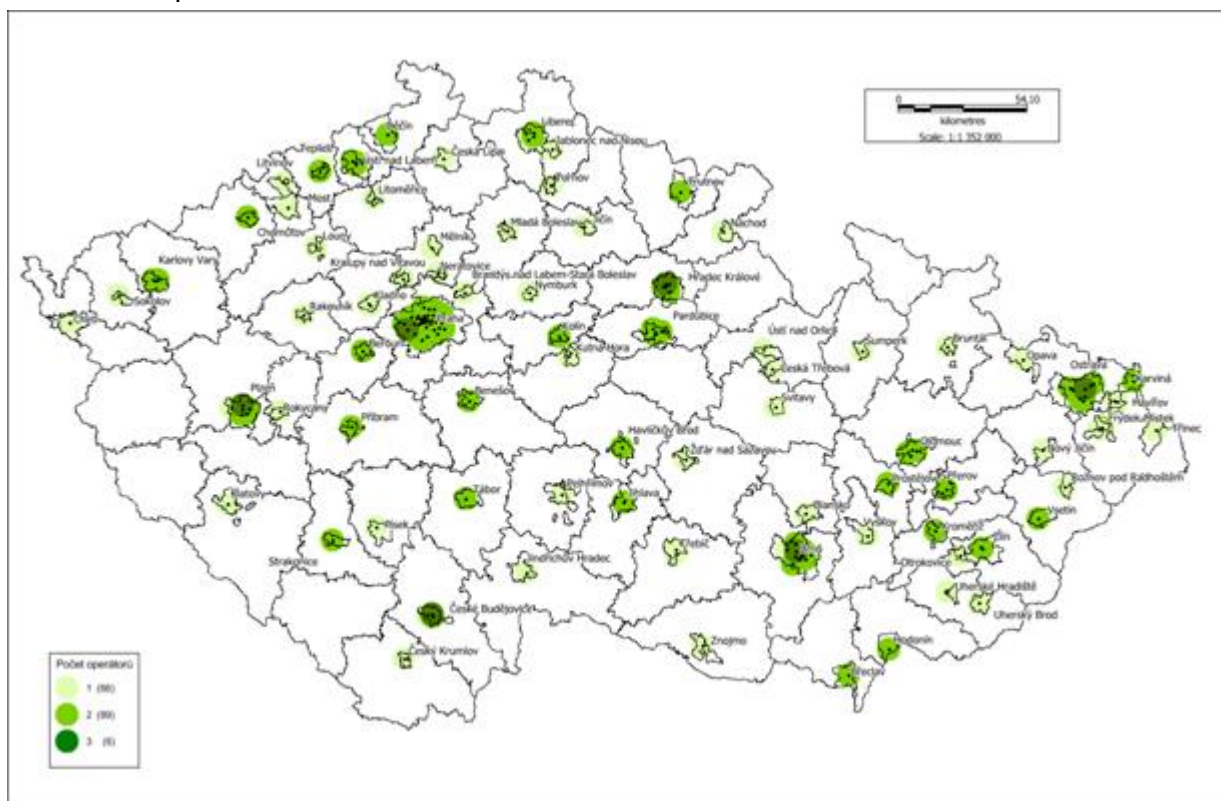 0 54,10
kilometres
Scale: 1:1 352 000
Děčín
Liberec
Jablonec nad Nisou
Teplice
Ústí nad Labem
Česká Lípa
Litvínov
Turnov
Trutnov
Most
Litoměřice
Chomutov
Louny
Mělník
Mladá Boleslav
Jičín
Náchod
Karlovy Vary
Kralupy nad Vltavou
Neratovice
Brandýs nad Labem-Stará Boleslav
Hradec Králové
Sokolov
Nymburk
Kladno
Rakovník
Praha
Pardubice
Kolín
Ústí nad Orlicí
Šumperk
Bruntál
Beroun
Kutná Hora
Česká Třebová
Opava
Ostrava
Karviná
Plzeň
Rokycany
Benešov
Svitavy
Havířov
Příbram
Havlíčkův Brod
Frýdek-Místek
Třinec
Olomouc
Nový Jičín
Žďár nad Sázavou
Prostějov
Přerov
Rožnov pod Radhoštěm
Klatovy
Tábor
Pelhřimov
Jihlava
Blansko
Vsetín
Písek
Vyškov
Kroměříž
Strakonice
Třebíč
Brno
Zlín
Otrokovice
Jindřichův Hradec
Uherské Hradiště
Uherský Brod
České Budějovice
Znojmo
Hodonín
Český Krumlov
Břeclav
Počet operátorů
1 (88)
2 (89)
3 (6)